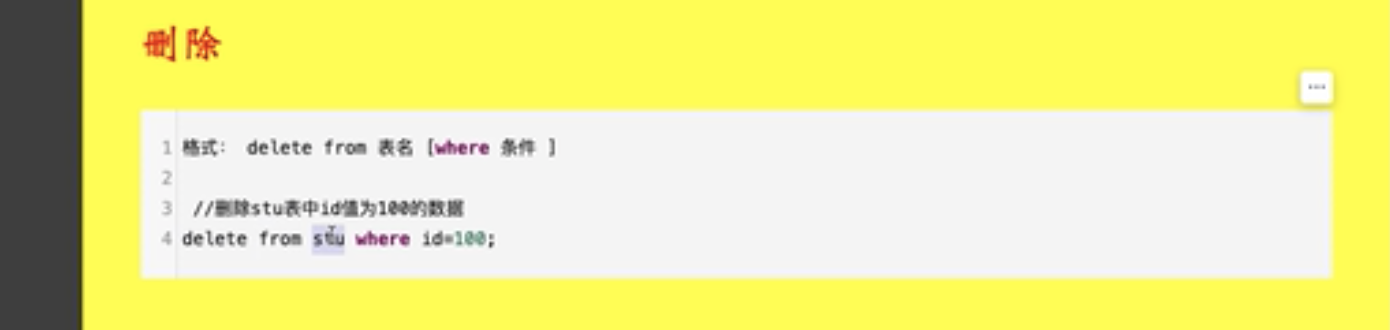 删除
...
1 格式： delete from 表名 [where 条件 ]
2
3 //删除stu表中id值为100的数据
4 delete from stu where id=100;